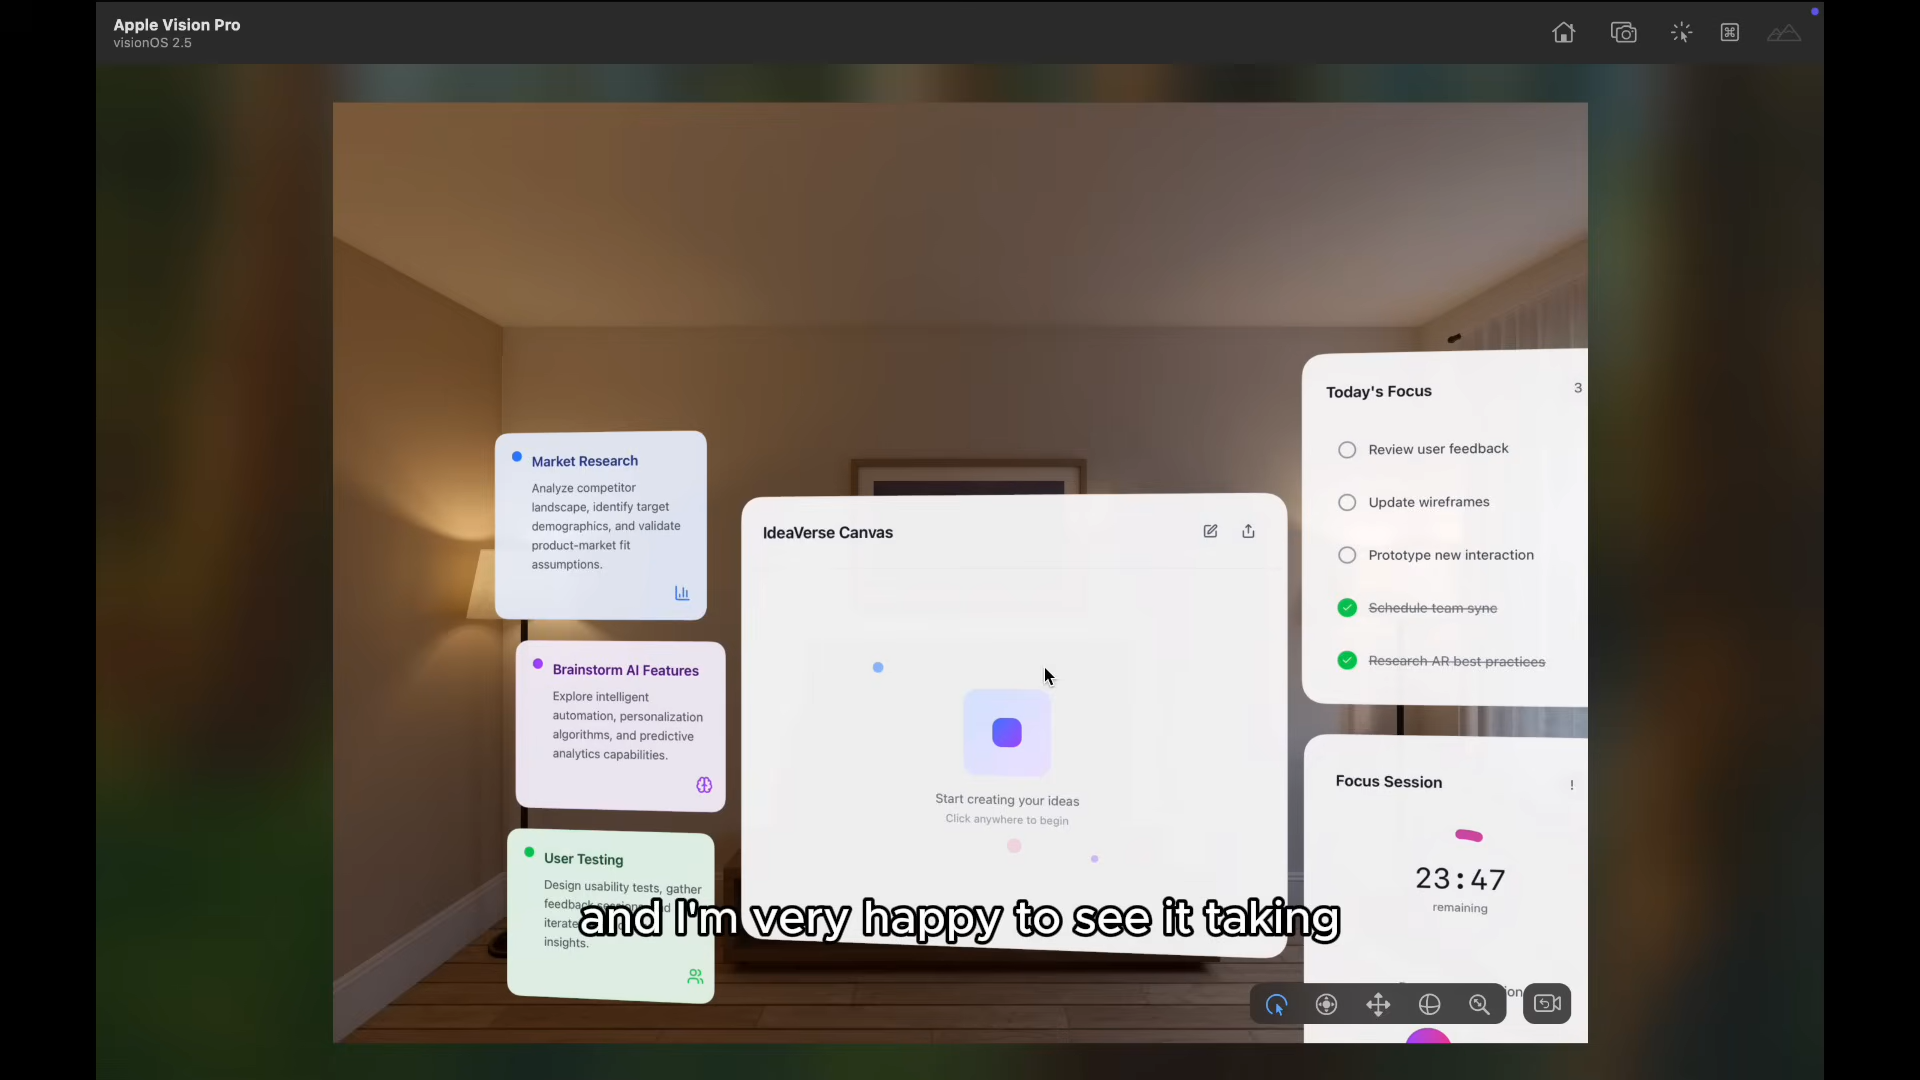 Apple Vision Pro
visionOS 2.5
Market Research
Analyze competitor
landscape, identify target
demographics, and validate
product-market fit
assumptions.
Brainstorm AI Features
Explore intelligent
automation, personalization
algorithms, and predictive
analytics capabilities.
User Testing
Design usability tests, gather
feedback
iterate
insights.
IdeaVerse Canvas
Start creating your ideas
Click anywhere to begin
Today's Focus
3
Review user feedback
Update wireframes
Prototype new interaction
Schedule team sync
Research AR best practices
Focus Session
23:47
remaining
and I'm very happy to see it taking